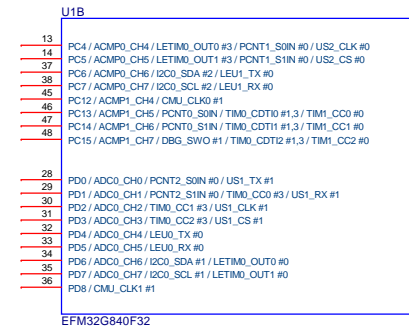 U1B
13 PC4 / ACMP0_CH4 / LETIM0_OUT0 #3 / PCNT1_S0IN #0 / US2_CLK #0
14 PC5 / ACMP0_CH5 / LETIM0_OUT1 #3 / PCNT1_S1IN #0 / US2_CS #0
37 PC6 / ACMP0_CH6 / I2C0_SDA #2 / LEU1_TX #0
38 PC7 / ACMP0_CH7 / I2C0_SCL #2 / LEU1_RX #0
45 PC12 / ACMP1_CH4 / CMU_CLK0 #1
46 PC13 / ACMP1_CH5 / PCNT0_S0IN / TIM0_CDTI0 #1,3 / TIM1_CC0 #0
47 PC14 / ACMP1_CH6 / PCNT0_S1IN / TIM0_CDTI1 #1,3 / TIM1_CC1 #0
48 PC15 / ACMP1_CH7 / DBG_SWO #1 / TIM0_CDTI2 #1,3 / TIM1_CC2 #0
28 PD0 / ADC0_CH0 / PCNT2_S0IN #0 / US1_TX #1
29 PD1 / ADC0_CH1 / PCNT2_S1IN #0 / TIM0_CC0 #3 / US1_RX #1
30 PD2 / ADC0_CH2 / TIM0_CC1 #3 / US1_CLK #1
31 PD3 / ADC0_CH3 / TIM0_CC2 #3 / US1_CS #1
32 PD4 / ADC0_CH4 / LEU0_TX #0
33 PD5 / ADC0_CH5 / LEU0_RX #0
34 PD6 / ADC0_CH6 / I2C0_SDA #1 / LETIM0_OUT0 #0
35 PD7 / ADC0_CH7 / I2C0_SCL #1 / LETIM0_OUT1 #0
36 PD8 / CMU_CLK1 #1
EFM32G840F32